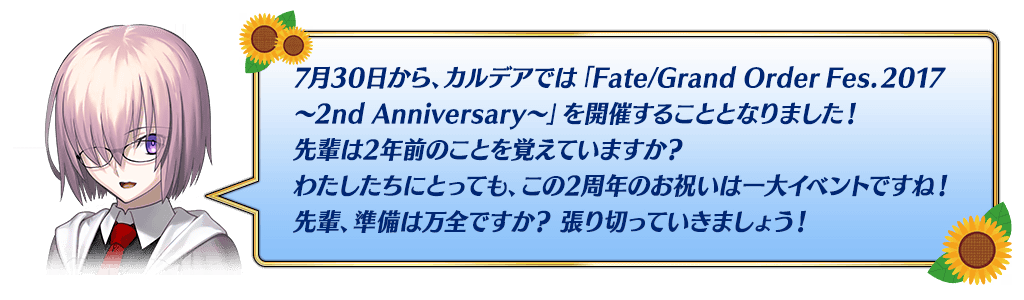 7月30日から、カルデアでは「Fate/Grand Order Fes.2017
～2nd Anniversary～」を開催することとなりました！
先輩は2年前のことを覚えていますか？
わたしたちにとっても、この2周年のお祝いは一大イベントですね！
先輩、準備は万全ですか？ 張り切っていきましょう！